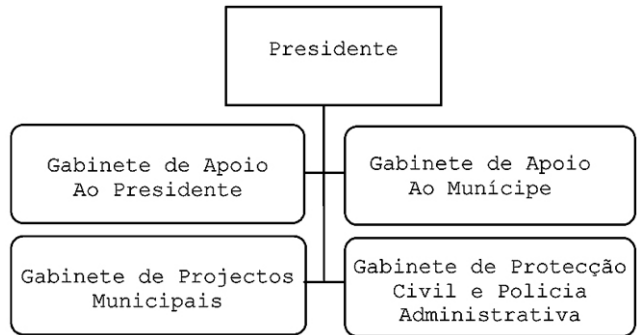 Presidente
Gabinete de Apoio
Ao Presidente
Gabinete de Apoio
Ao Munícipe
Gabinete de Projectos
Municipais
Gabinete de Protecção
Civil e Policia
Administrativa